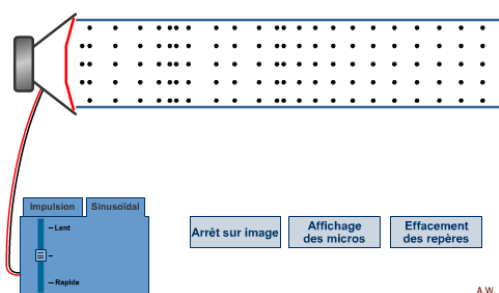 Impulsion Sinusoïdal
– Lent
–
– Rapide
Arrêt sur image
Affichage
des micros
Effacement
des repères
A.W.